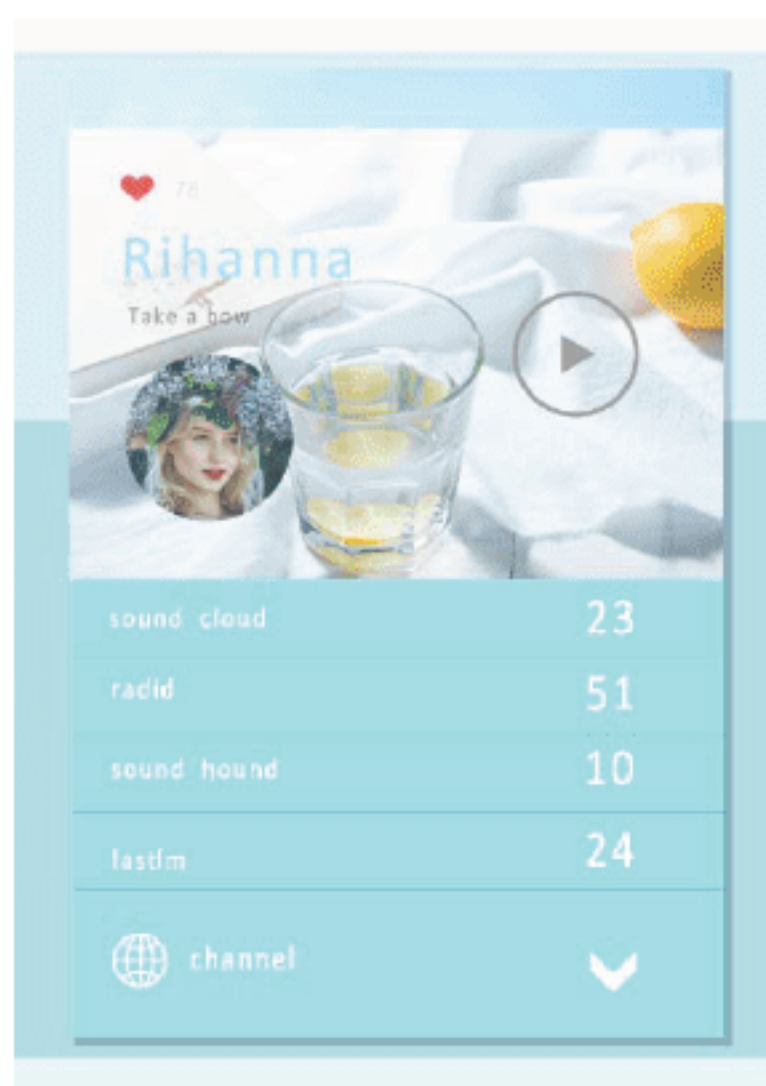 78
Rihanna
Take a bow
sound cloud 23
radid 51
sound hound 10
lastfm 24
channel